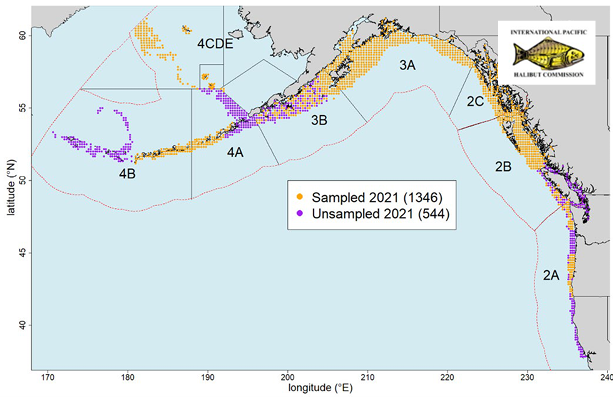 60
55
50
45
40
latitude (°N)
170
180
190
200
210
220
230
240
longitude (°E)
4CDE
3A
2C
3B
4A
4B
2B
2A
Sampled 2021 (1346)
Unsampled 2021 (544)
INTERNATIONAL PACIFIC
HALIBUT COMMISSION